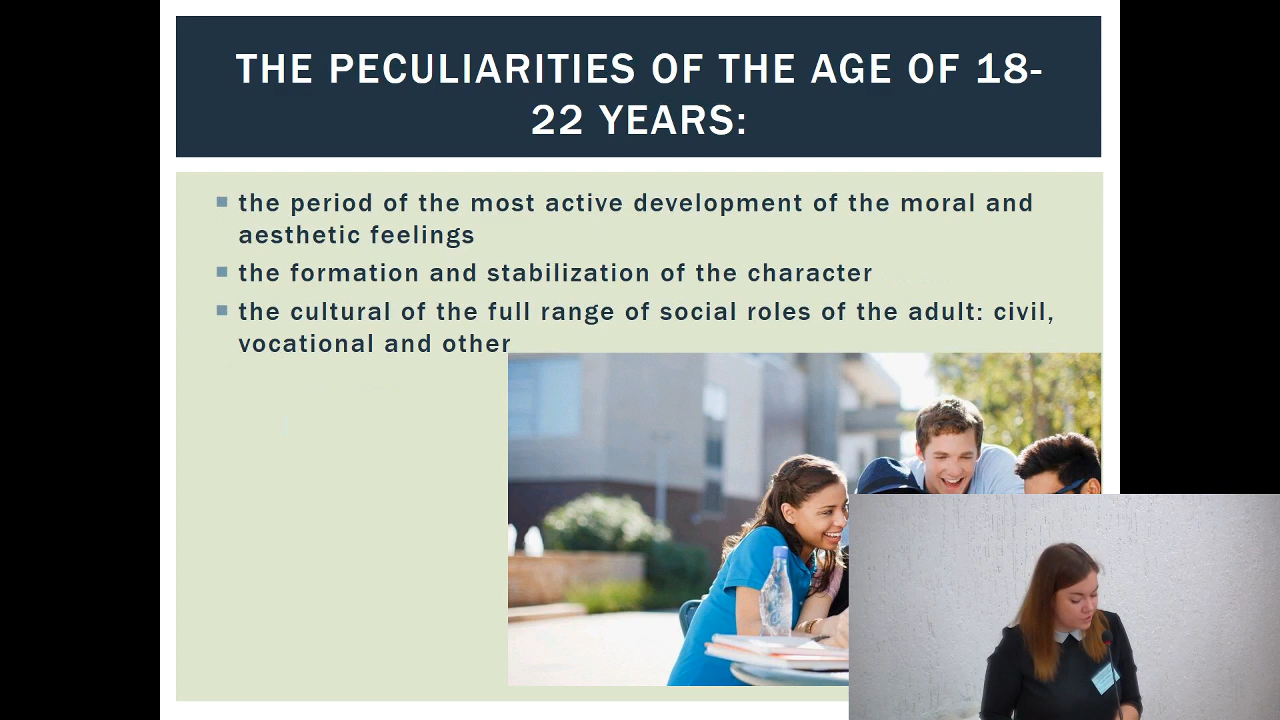 THE PECULIARITIES OF THE AGE OF 18-
22 YEARS:
the period of the most active development of the moral and
aesthetic feelings
the formation and stabilization of the character
the cultural of the full range of social roles of the adult: civil,
vocational and other